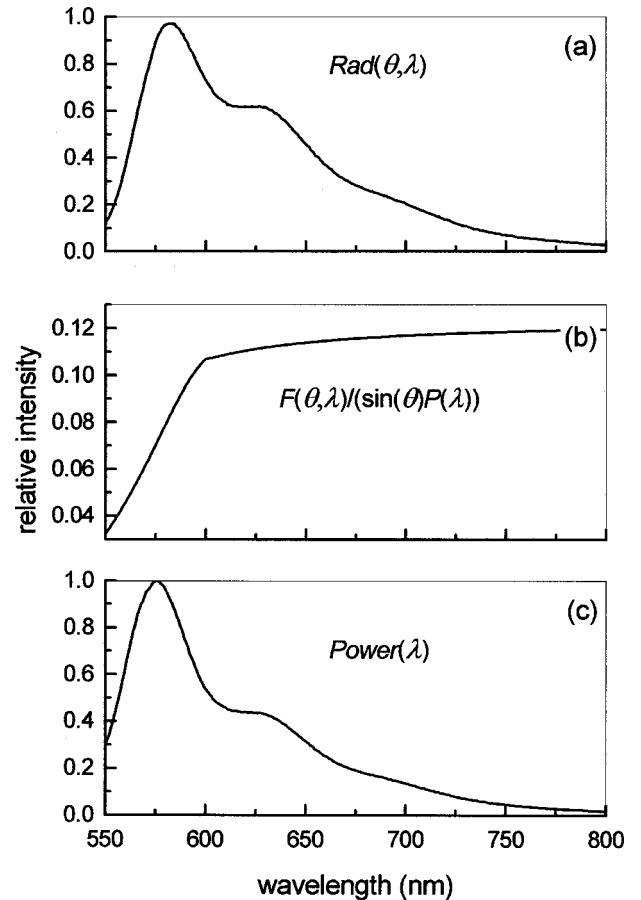 1.0
0.8
0.6
0.4
0.2
0.0
Rad(θ,λ)
(a)
0.12
0.10
0.08
0.06
0.04
F(θ,λ)/(sin(θ)P(λ))
(b)
relative intensity
1.0
0.8
0.6
0.4
0.2
0.0
Power(λ)
(c)
550 600 650 700 750 800
wavelength (nm)